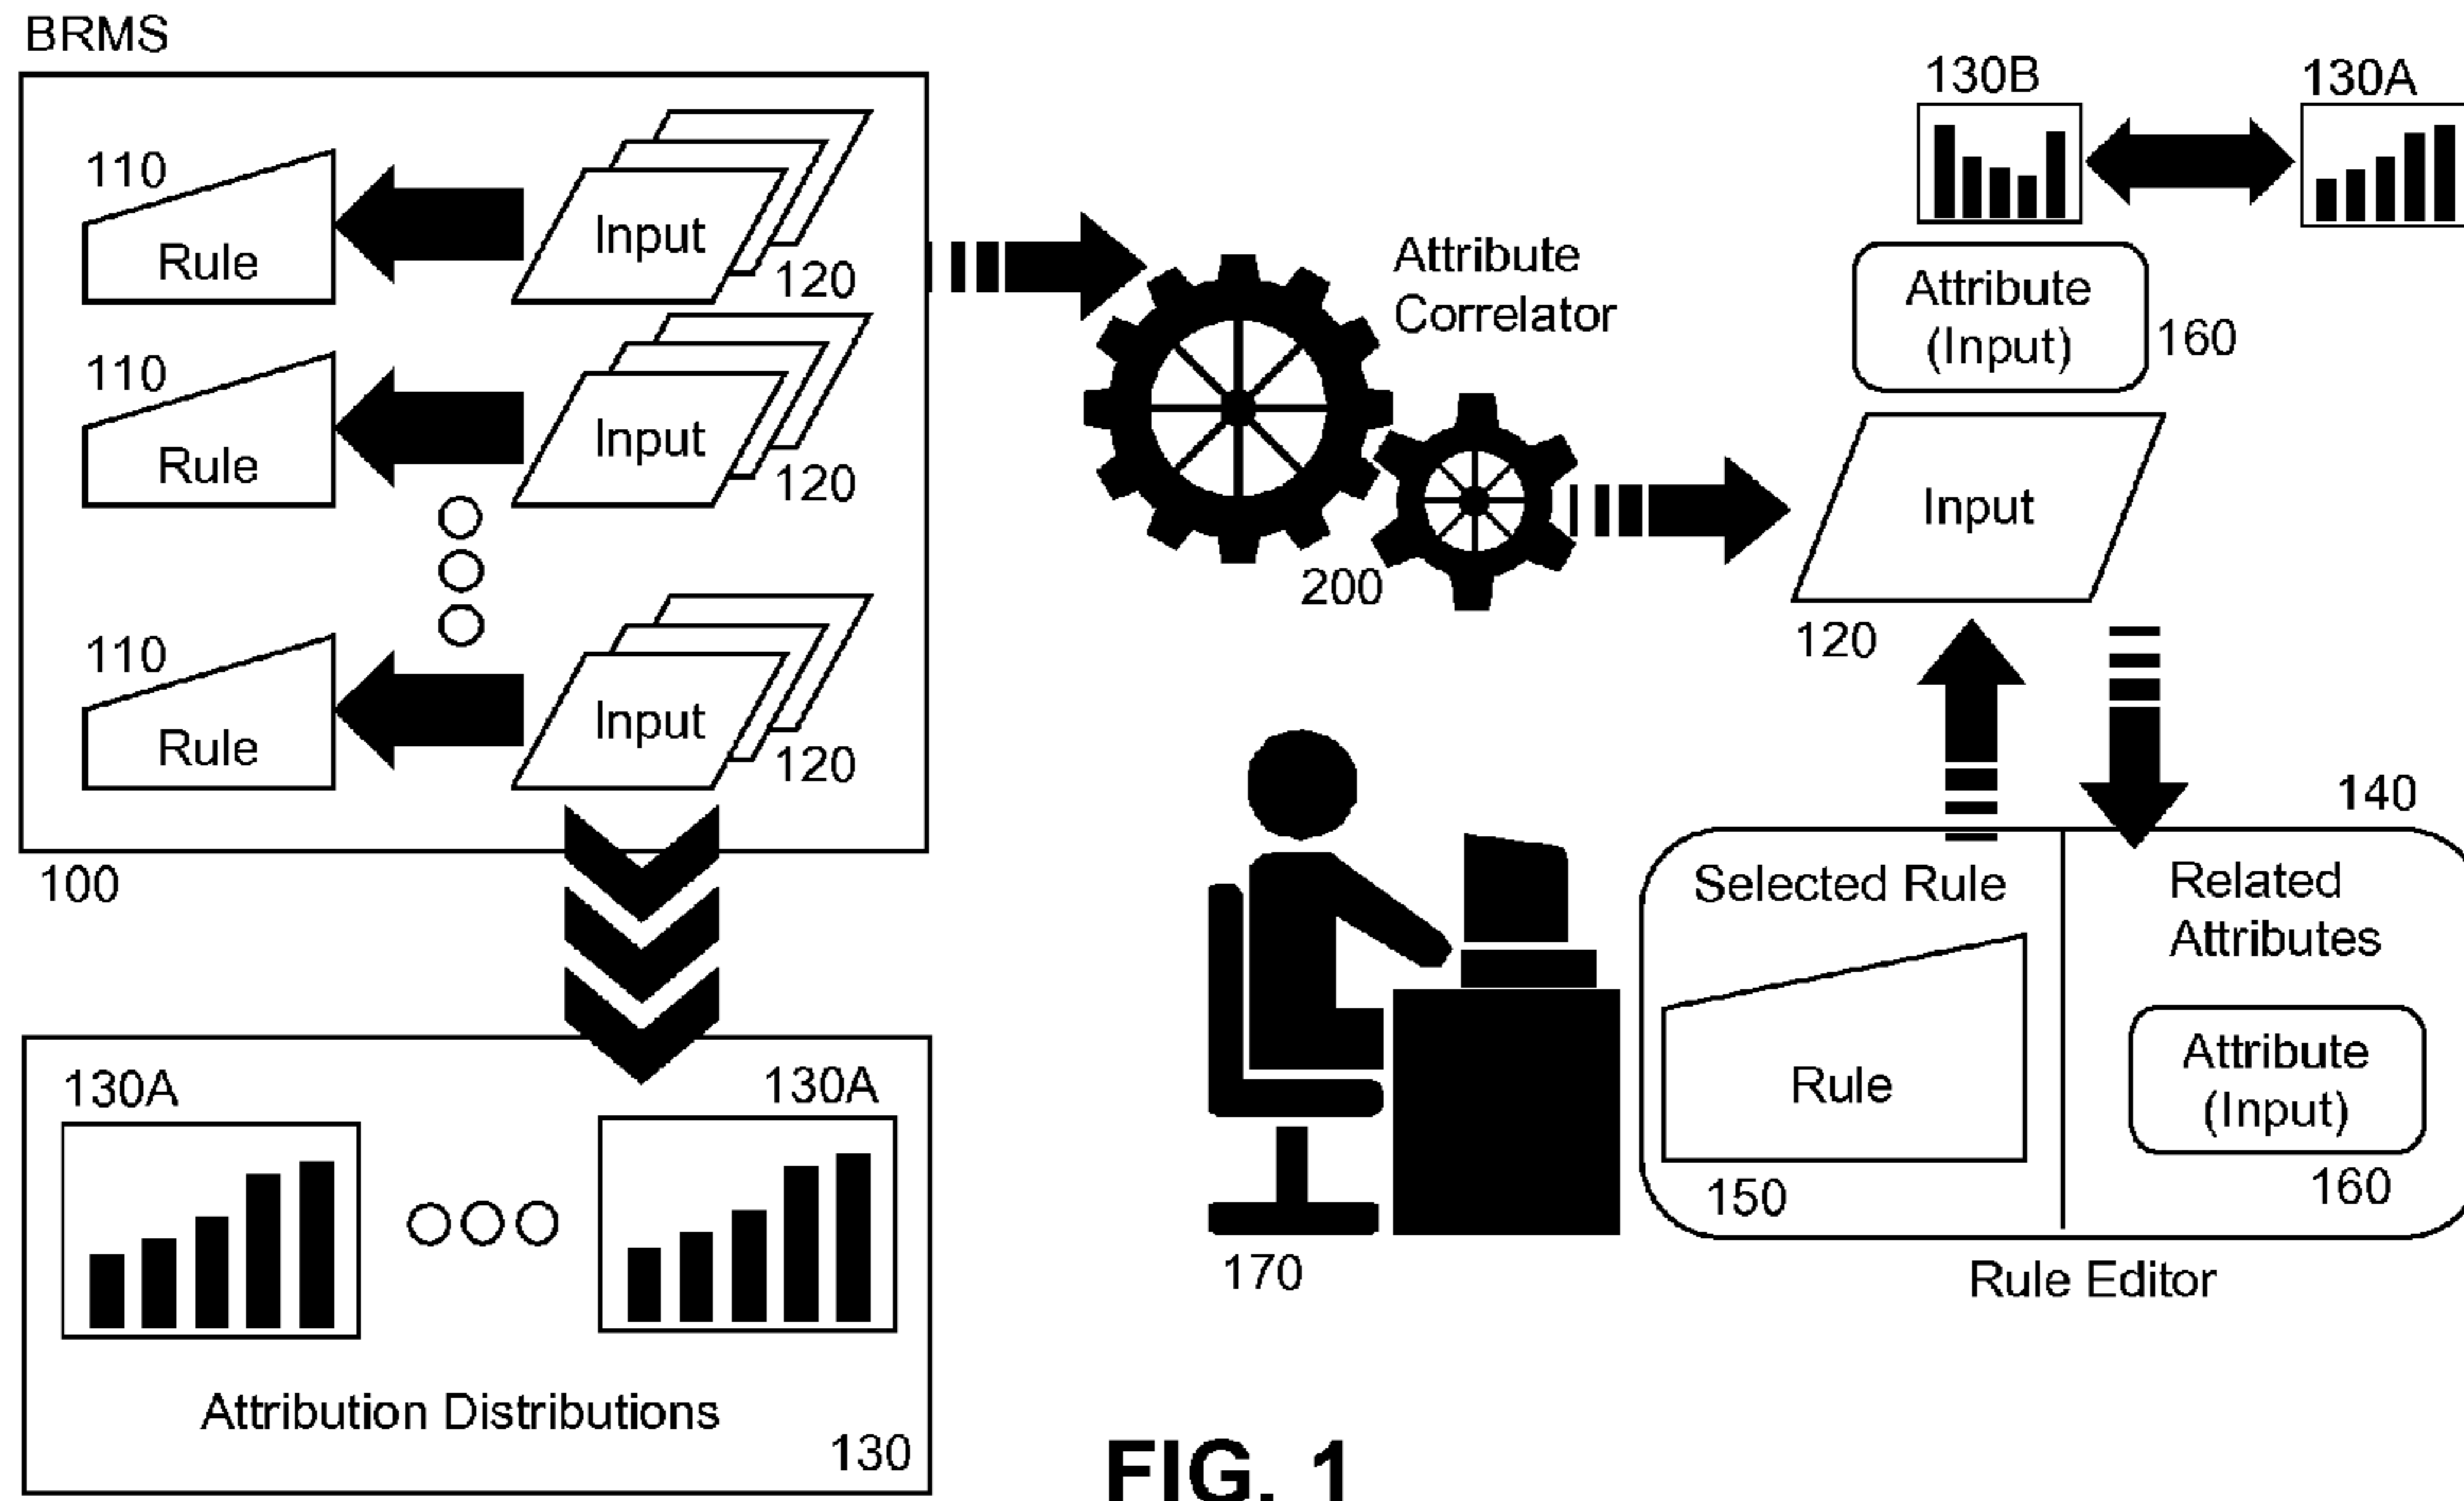 BRMS
110
Rule
Input
120
110
Rule
Input
120
110
Rule
Input
120
100
130A
130A
Attribution Distributions
130
Attribute
Correlator
200
130B
130A
Attribute
(Input)
160
Input
120
140
Selected Rule
Rule
150
Related
Attributes
Attribute
(Input)
160
Rule Editor
170
FIG. 1